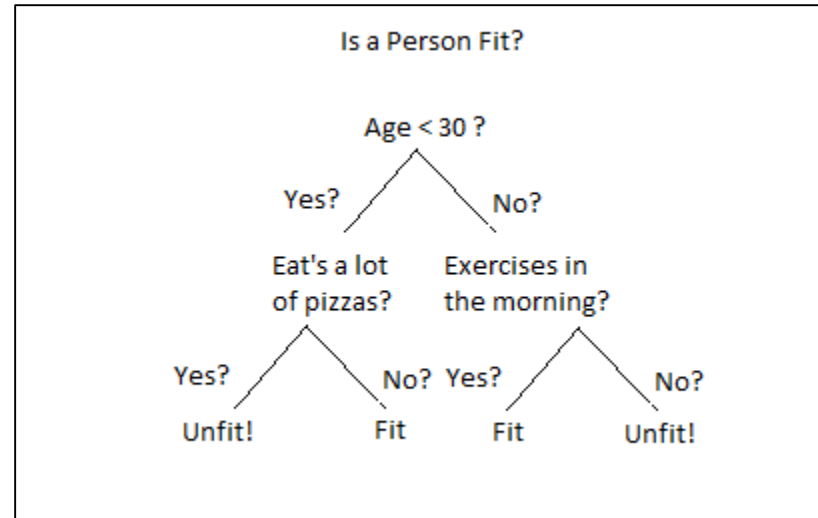 Is a Person Fit?
Age < 30 ?
Yes?
No?
Eat's a lot
of pizzas?
Exercises in
the morning?
Yes?
No?
Yes?
No?
Unfit!
Fit
Fit
Unfit!